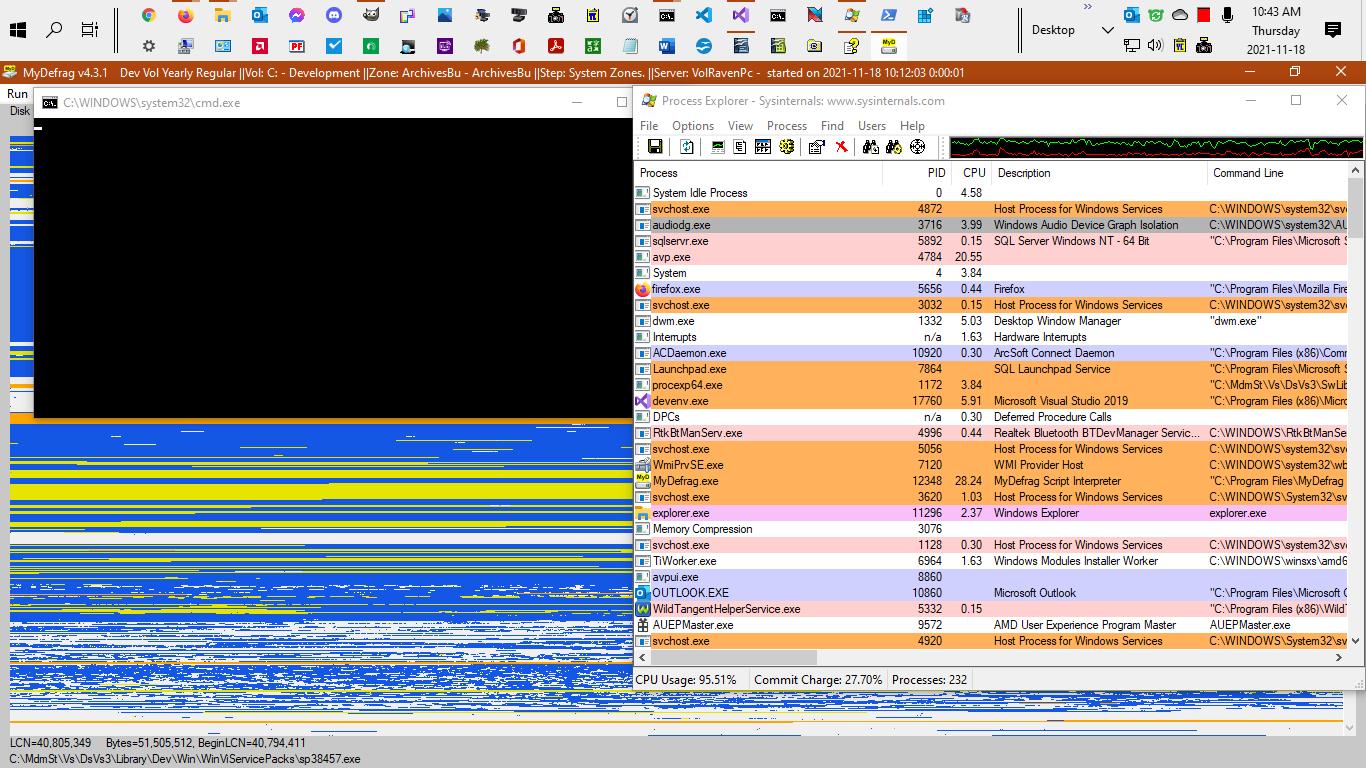 10:43 AM
Thursday
2021-11-18
Desktop
MyDefrag v4.3.1 Dev Vol Yearly Regular ||Vol: C: - Development ||Zone: ArchivesBu - ArchivesBu ||Step: System Zones. ||Server: VolRavenPc - started on 2021-11-18 10:12:03 0:00:01
Run
Disk
C:\WINDOWS\system32\cmd.exe
Process Explorer - Sysinternals: www.sysinternals.com
File Options View Process Find Users Help
Process PID CPU Description Command Line
System Idle Process 0 4.58
svchost.exe 4872 Host Process for Windows Services C:\WINDOWS\system32\sv
audiodg.exe 3716 3.99 Windows Audio Device Graph Isolation C:\WINDOWS\system32\AU
sqlservr.exe 5892 0.15 SQL Server Windows NT - 64 Bit "C:\Program Files\Microsoft S
avp.exe 4784 20.55
System 4 3.84
firefox.exe 5656 0.44 Firefox "C:\Program Files\Mozilla Fire
svchost.exe 3032 0.15 Host Process for Windows Services C:\WINDOWS\system32\sv
dwm.exe 1332 5.03 Desktop Window Manager "dwm.exe"
Interrupts n/a 1.63 Hardware Interrupts
ACDaemon.exe 10920 0.30 ArcSoft Connect Daemon "C:\Program Files (x86)\Comr
Launchpad.exe 7864 SQL Launchpad Service "C:\Program Files\Microsoft S
procexp64.exe 1172 3.84 "C:\MdmSt\Vs\DsVs3\SwLib
devenv.exe 17760 5.91 Microsoft Visual Studio 2019 "C:\Program Files (x86)\Micro
DPCs n/a 0.30 Deferred Procedure Calls
RtkBtManServ.exe 4996 0.44 Realtek Bluetooth BTDevManager Servic... C:\WINDOWS\RtkBtManSe
svchost.exe 5056 Host Process for Windows Services C:\WINDOWS\system32\sv
WmiPrvSE.exe 7120 WMI Provider Host C:\WINDOWS\system32\wb
MyDefrag.exe 12348 28.24 MyDefrag Script Interpreter "C:\Program Files\MyDefrag
svchost.exe 3620 1.03 Host Process for Windows Services C:\WINDOWS\System32\sv
explorer.exe 11296 2.37 Windows Explorer explorer.exe
Memory Compression 3076
svchost.exe 1128 0.30 Host Process for Windows Services C:\WINDOWS\system32\sv
TiWorker.exe 6964 1.63 Windows Modules Installer Worker C:\WINDOWS\winsxs\amd6
avpui.exe 8860
OUTLOOK.EXE 10860 Microsoft Outlook "C:\Program Files\Microsoft C
WildTangentHelperService.exe 5332 0.15 "C:\Program Files (x86)\WildT
AUEPMaster.exe 9572 AMD User Experience Program Master AUEPMaster.exe
svchost.exe 4920 Host Process for Windows Services C:\WINDOWS\System32\sv
CPU Usage: 95.51% Commit Charge: 27.70% Processes: 232
LCN=40,805,349 Bytes=51,505,512, BeginLCN=40,794,411
C:\MdmSt\Vs\DsVs3\Library\Dev\Win\WinViServicePacks\sp38457.exe